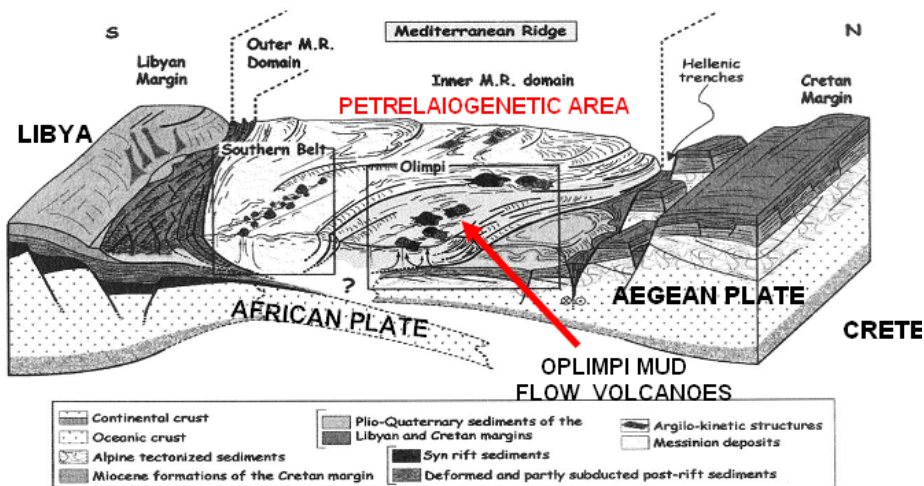 S
Mediterranean Ridge
N
Outer M.R.
Domain
Libyan
Margin
Inner M.R. domain
Hellenic
trenches
Cretan
Margin
PETRELAIOGENETIC AREA
LIBYA
Southern Belt
Olimpi
?
AFRICAN PLATE
AEGEAN PLATE
CRETE
OPLIMPI MUD
FLOW VOLCANOES
Continental crust
Oceanic crust
Alpine tectonized sediments
Miocene formations of the Cretan margin
Plio-Quaternary sediments of the
Libyan and Cretan margins
Syn rift sediments
Deformed and partly subducted post-rift sediments
Argilo-kinetic structures
Messinian deposits